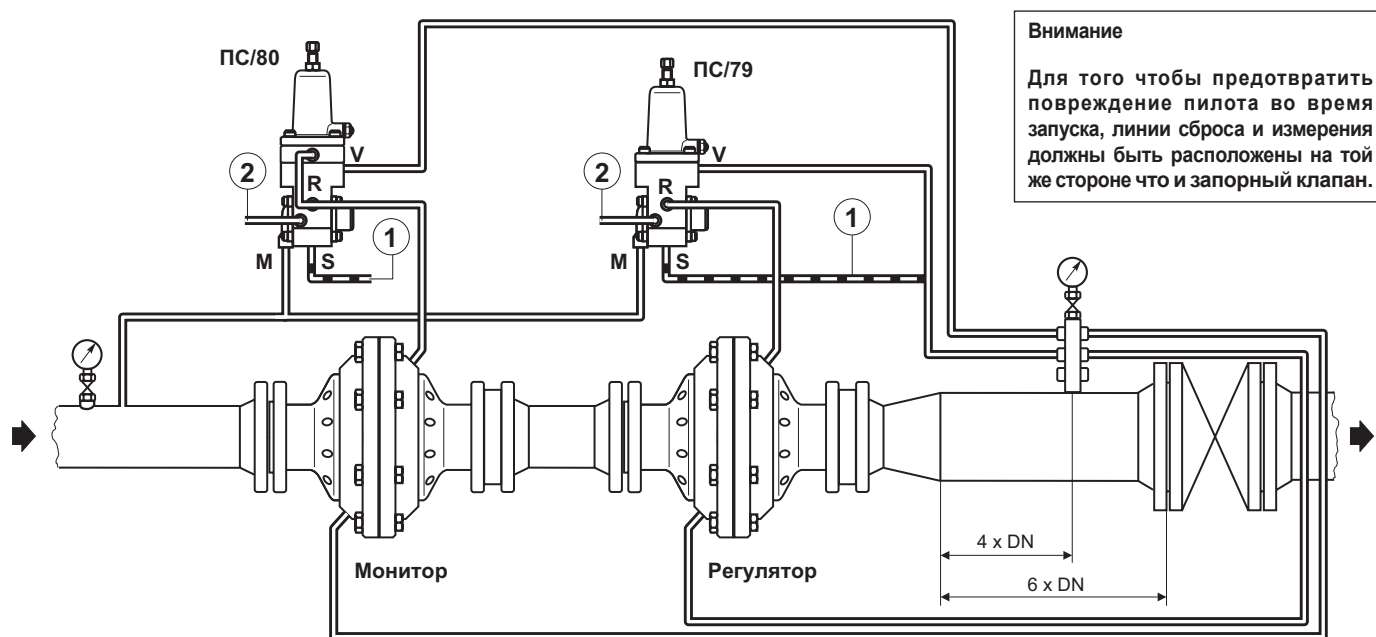 Внимание
Для того чтобы предотвратить
повреждение пилота во время
запуска, линии сброса и измерения
должны быть расположены на той
же стороне что и запорный клапан.
ПС/80
ПС/79
V
V
2
R
2
R
1
1
M
S
M
S
Монитор
Регулятор
4 x DN
6 x DN